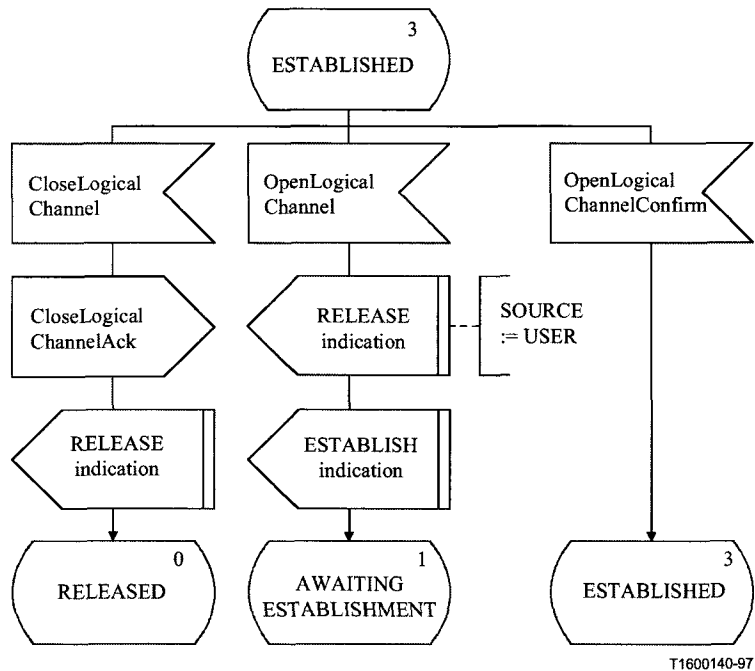 3
ESTABLISHED
CloseLogical
Channel
OpenLogical
Channel
OpenLogical
ChannelConfirm
CloseLogical
ChannelAck
RELEASE
indication
SOURCE
:= USER
RELEASE
indication
ESTABLISH
indication
0
RELEASED
1
AWAITING
ESTABLISHMENT
3
ESTABLISHED
T1600140-97